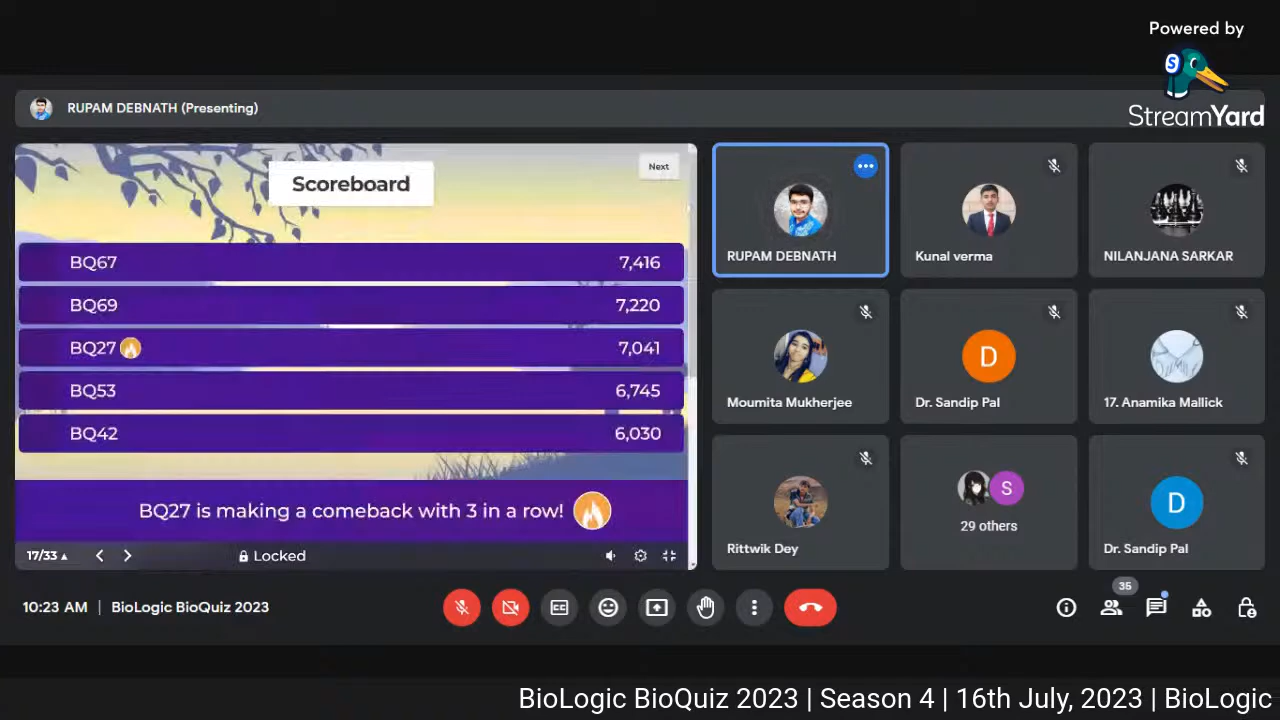 Powered by
StreamYard
RUPAM DEBNATH (Presenting)
Scoreboard
Next
BQ67 7,416
BQ69 7,220
BQ27 7,041
BQ53 6,745
BQ42 6,030
BQ27 is making a comeback with 3 in a row!
17/33
Locked
RUPAM DEBNATH
Kunal verma
NILANJANA SARKAR
Moumita Mukherjee
D
Dr. Sandip Pal
17. Anamika Mallick
Rittwik Dey
S
29 others
D
Dr. Sandip Pal
10:23 AM | BioLogic BioQuiz 2023
35
BioLogic BioQuiz 2023 | Season 4 | 16th July, 2023 | BioLogic